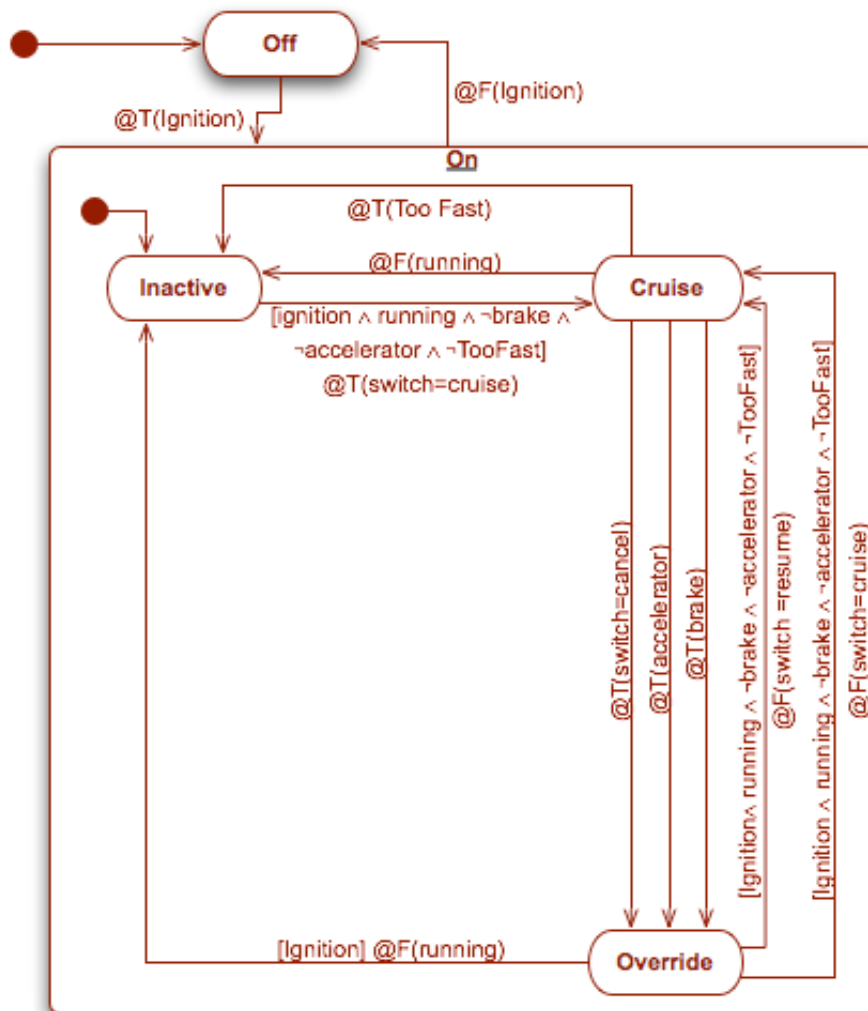 Off
@F(Ignition)
@T(Ignition)
On
@T(Too Fast)
@F(running)
Inactive
Cruise
[ignition ∧ running ∧ ¬brake ∧
¬accelerator ∧ ¬TooFast]
@T(switch=cruise)
@T(switch=cancel)
@T(accelerator)
@T(brake)
[Ignition∧ running ∧ ¬brake ∧ ¬accelerator ∧ ¬TooFast]
@F(switch =resume)
[Ignition ∧ running ∧ ¬brake ∧ ¬accelerator ∧ ¬TooFast]
@F(switch=cruise)
[Ignition] @F(running)
Override